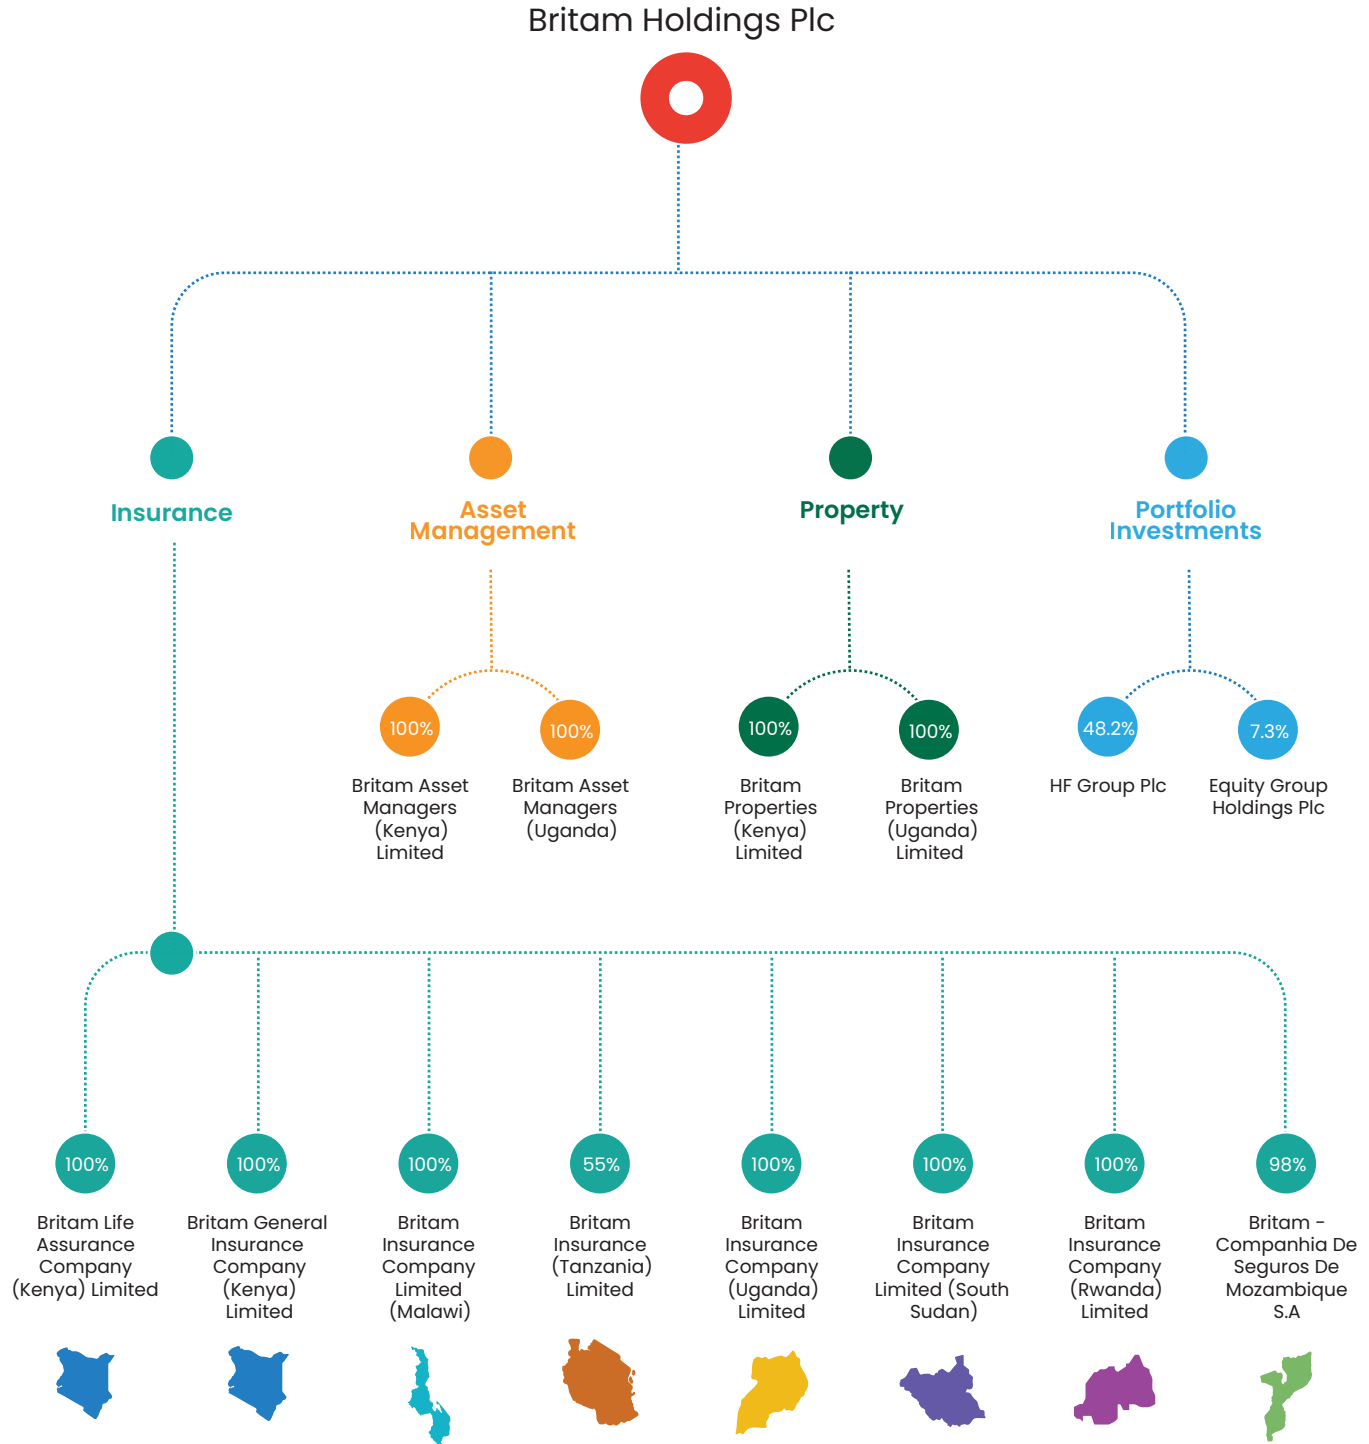 Britam Holdings Plc
Insurance
Asset
Management
Property
Portfolio
Investments
100%
Britam Asset
Managers
(Kenya)
Limited
100%
Britam Asset
Managers
(Uganda)
100%
Britam
Properties
(Kenya)
Limited
100%
Britam
Properties
(Uganda)
Limited
48.2%
HF Group Plc
7.3%
Equity Group
Holdings Plc
100%
Britam Life
Assurance
Company
(Kenya) Limited
100%
Britam General
Insurance
Company
(Kenya)
Limited
100%
Britam
Insurance
Company
Limited
(Malawi)
55%
Britam
Insurance
(Tanzania)
Limited
100%
Britam
Insurance
Company
(Uganda)
Limited
100%
Britam
Insurance
Company
Limited (South
Sudan)
100%
Britam
Insurance
Company
(Rwanda)
Limited
98%
Britam -
Companhia De
Seguros De
Mozambique
S.A